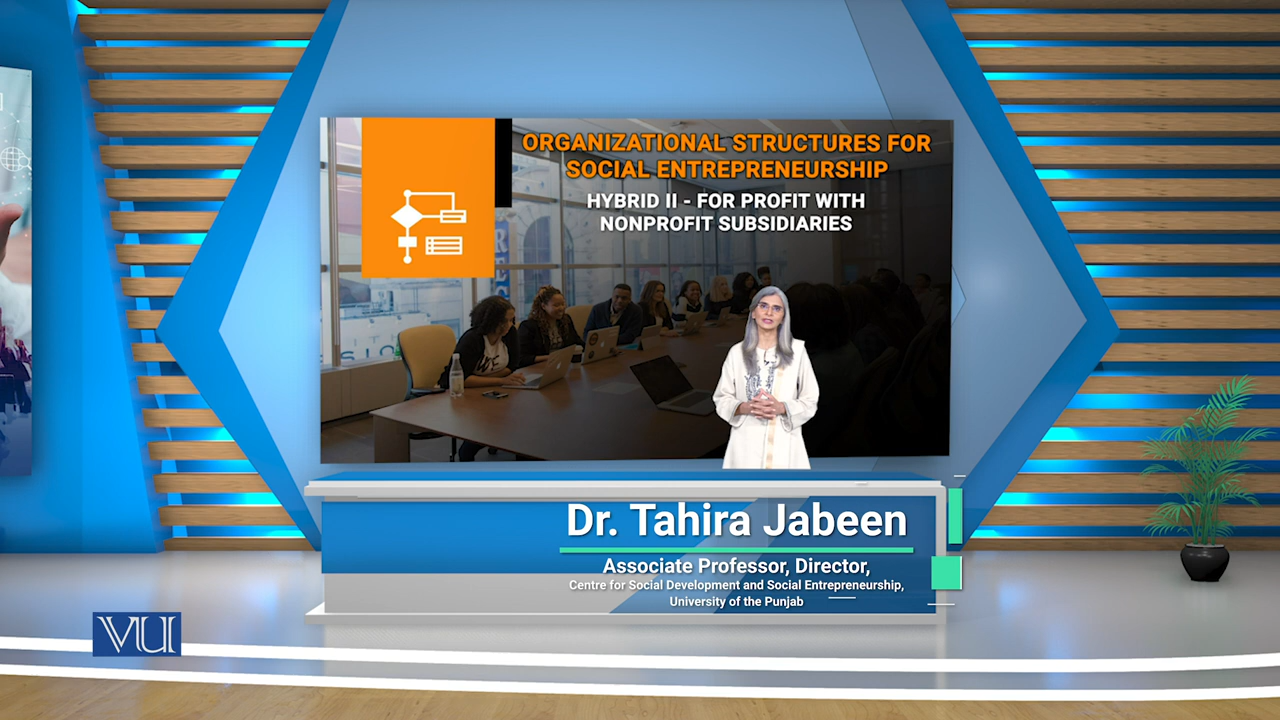 ORGANIZATIONAL STRUCTURES FOR
SOCIAL ENTREPRENEURSHIP
HYBRID II - FOR PROFIT WITH
NONPROFIT SUBSIDIARIES
Dr. Tahira Jabeen
Associate Professor, Director,
Centre for Social Development and Social Entrepreneurship,
University of the Punjab
VU